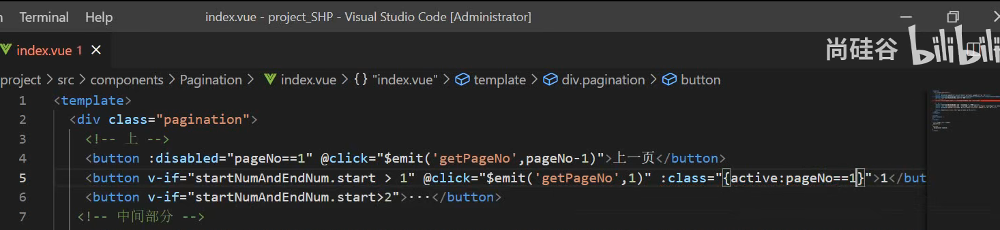 Terminal Help index.vue - project_SHP - Visual Studio Code [Administrator]
index.vue 1
尚硅谷 bilibili
project > src > components > Pagination > index.vue > {} "index.vue" > template > div.pagination > button
1 <template>
2 <div class="pagination">
3 <!-- 上 -->
4 <button :disabled="pageNo==1" @click="$emit('getPageNo',pageNo-1)">上一页</button>
5 <button v-if="startNumAndEndNum.start > 1" @click="$emit('getPageNo',1)" :class="{active:pageNo==1}">1</but
6 <button v-if="startNumAndEndNum.start>2">···</button>
7 <!-- 中间部分 -->